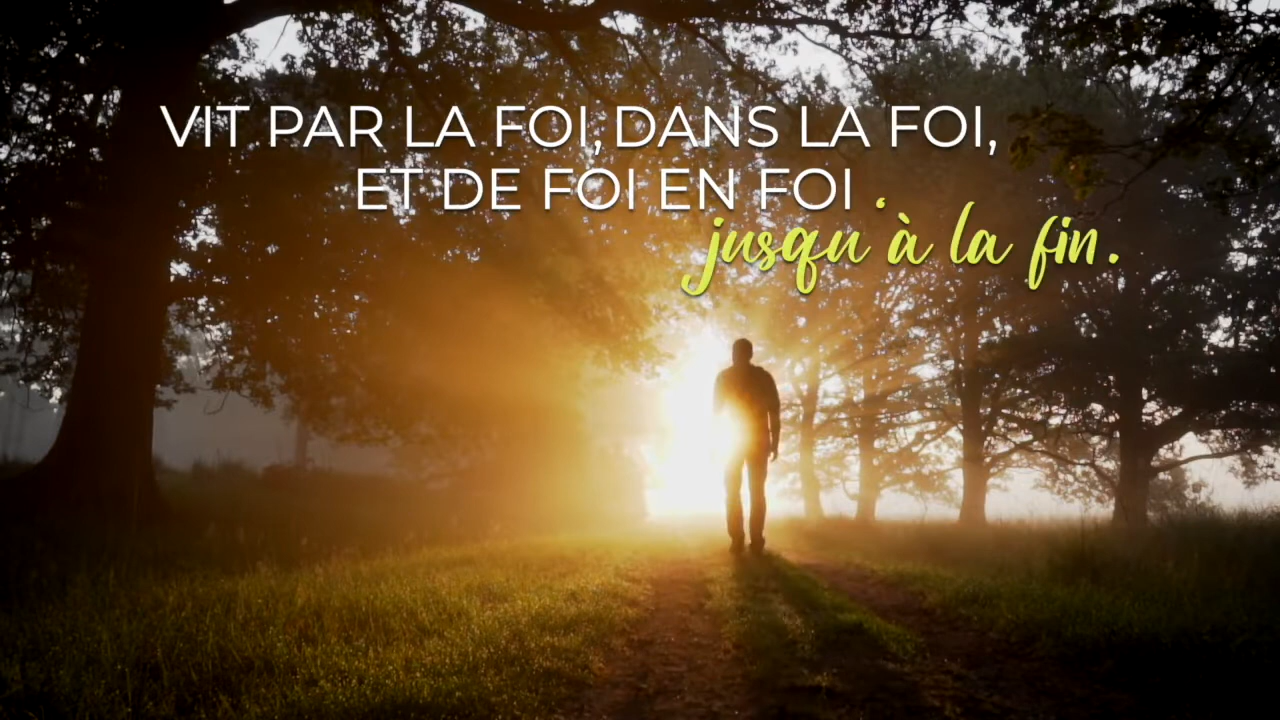 VIT PAR LA FOI, DANS LA FOI,
ET DE FOI EN FOI
jusqu'à la fin.